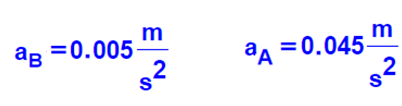 a_B = 0.005 m/s² a_A = 0.045 m/s²